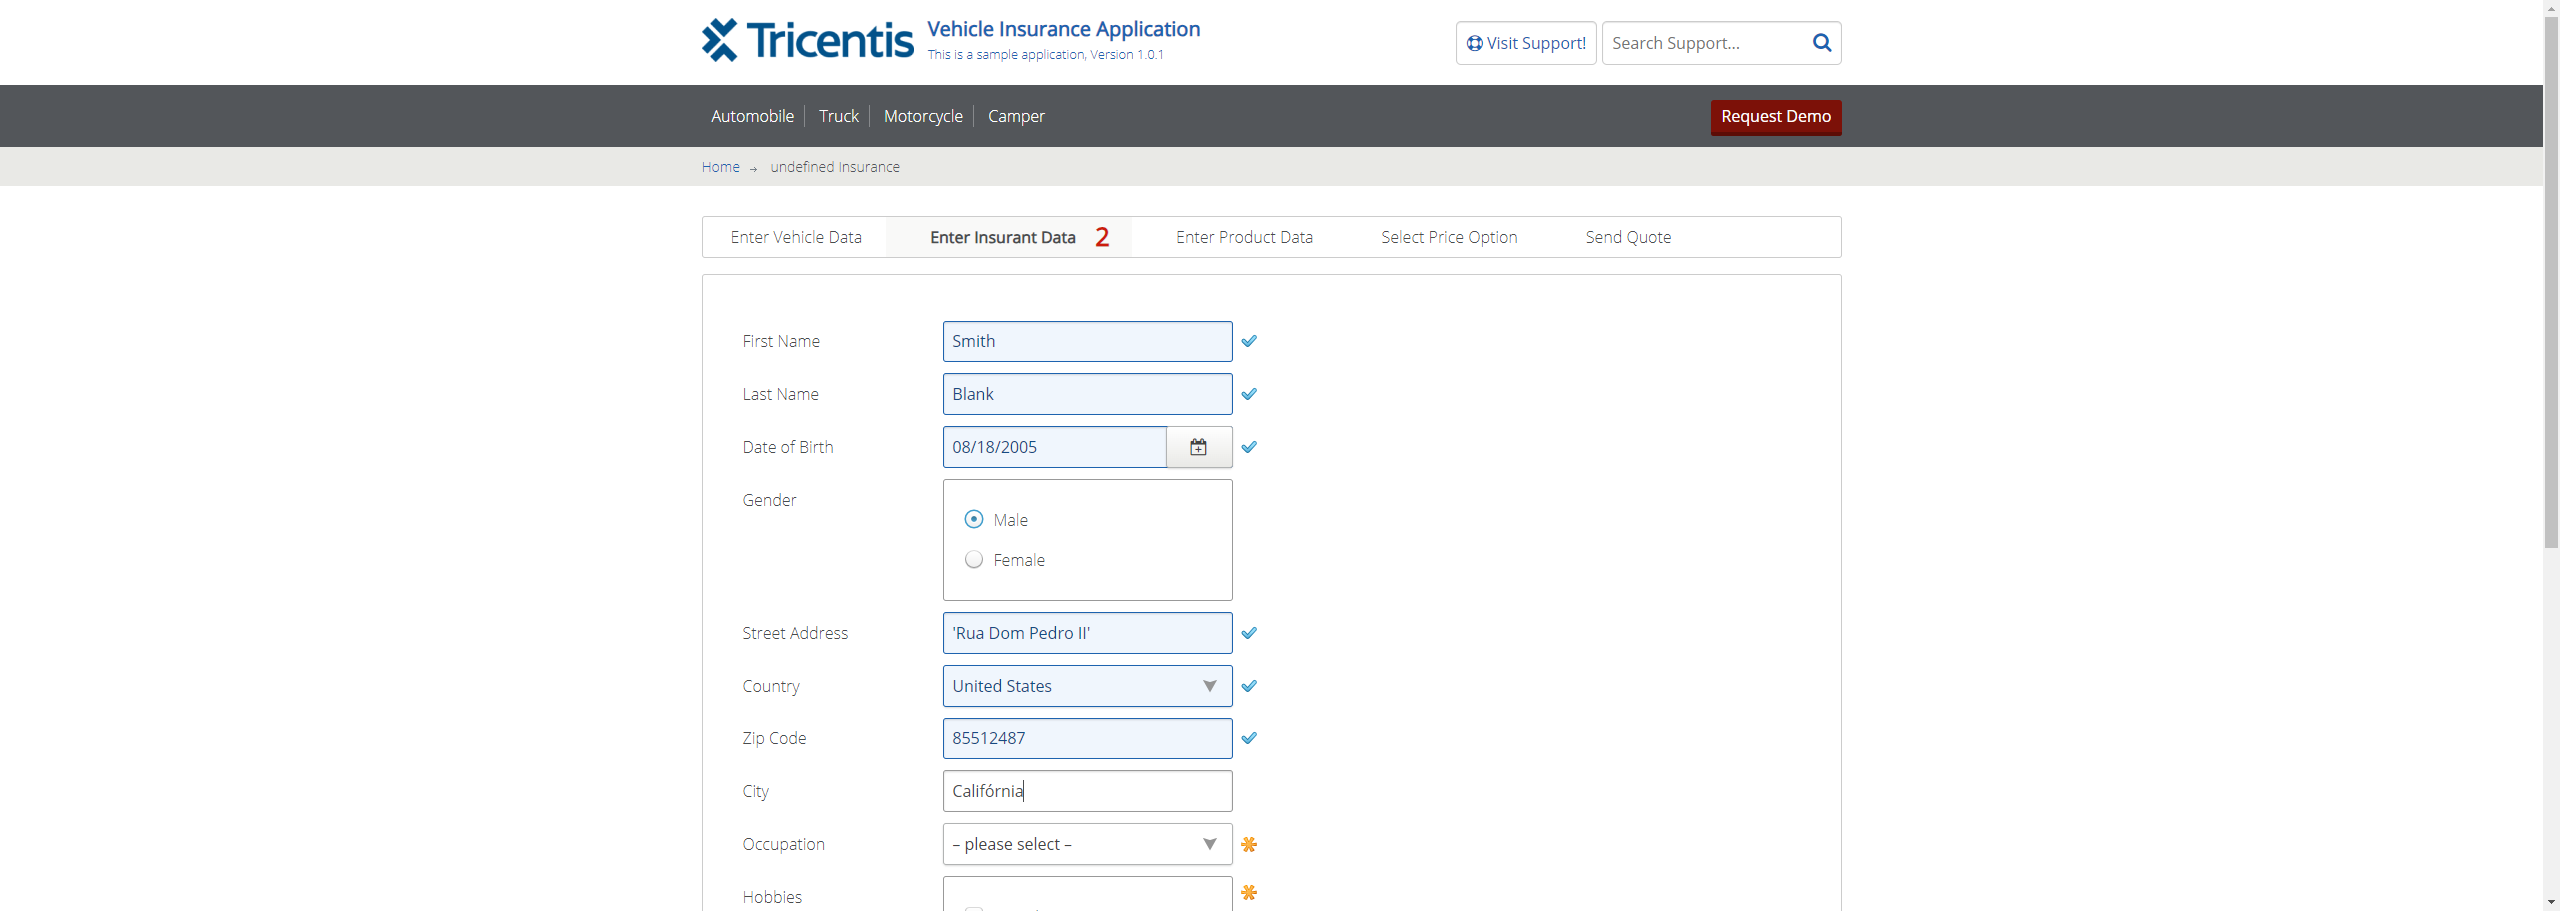 Tricentis
Vehicle Insurance Application
This is a sample application, Version 1.0.1
Visit Support!
Search Support...
Automobile
Truck
Motorcycle
Camper
Request Demo
Home → undefined Insurance
Enter Vehicle Data
Enter Insurant Data 2
Enter Product Data
Select Price Option
Send Quote
First Name
Smith
Last Name
Blank
Date of Birth
08/18/2005
Gender
Male
Female
Street Address
'Rua Dom Pedro II'
Country
United States
Zip Code
85512487
City
Califórnia
Occupation
– please select –
Hobbies